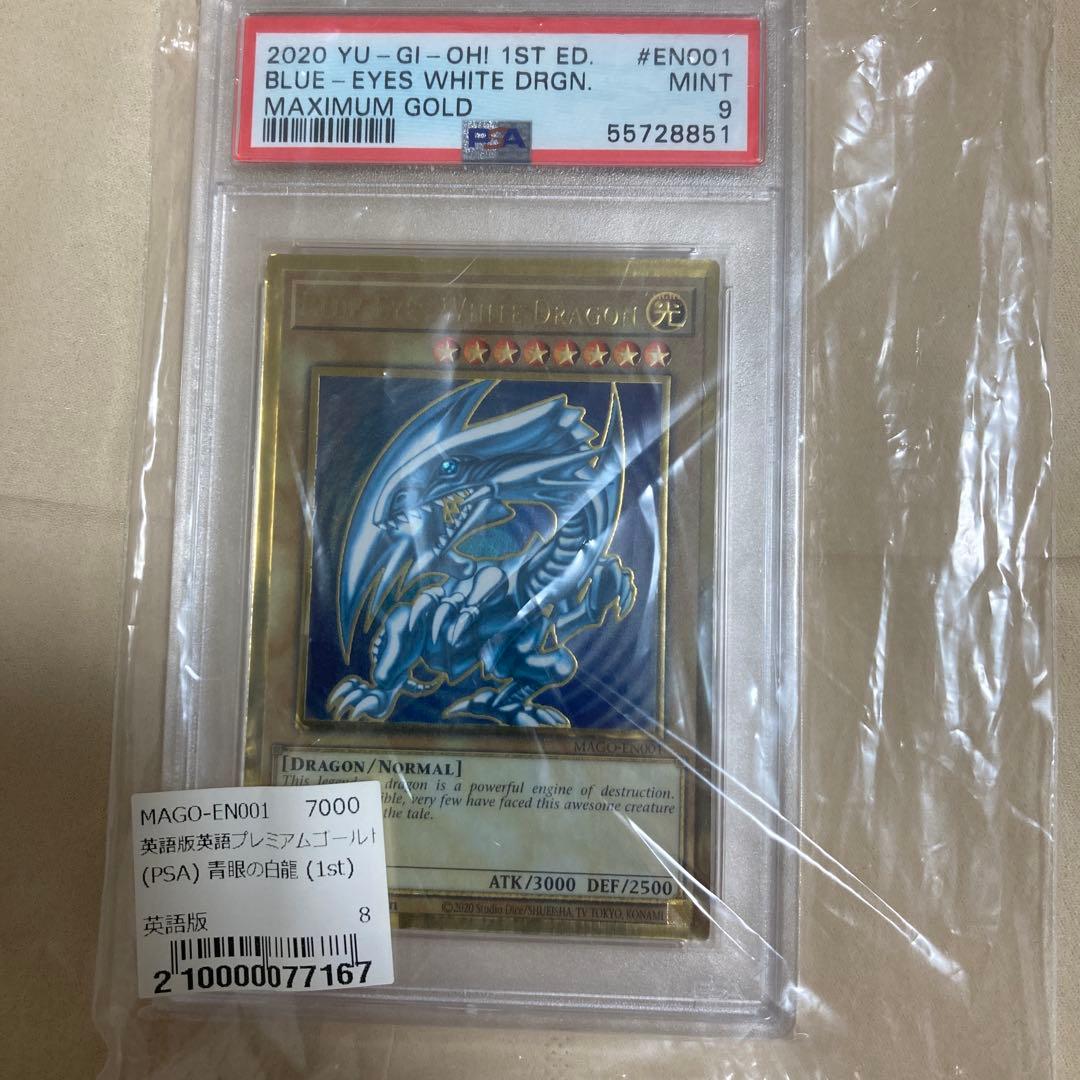 2020 YU-GI-OH! 1ST ED. #EN001
BLUE-EYES WHITE DRGN. MINT
MAXIMUM GOLD 9
PSA 55728851
WHITE DRAGON 光
MAGO-EN001
[DRAGON/NORMAL]
This dragon is a powerful engine of destruction.
very few have faced this awesome creature
the tale.
ATK/3000 DEF/2500
©2020 Studio Dice/SHUEISHA, TV TOKYO, KONAMI
MAGO-EN001 7000
英語版英語プレミアムゴールド
(PSA) 青眼の白龍 (1st)
英語版 8
2 100000077167